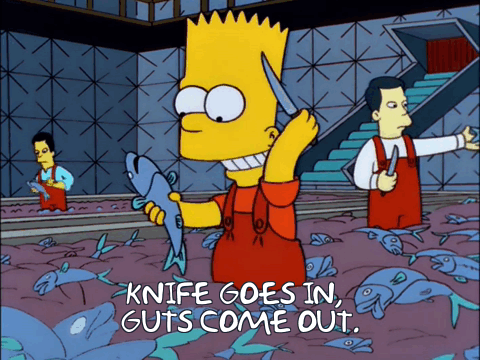 KNIFE GOES IN,
GUTS COME OUT.